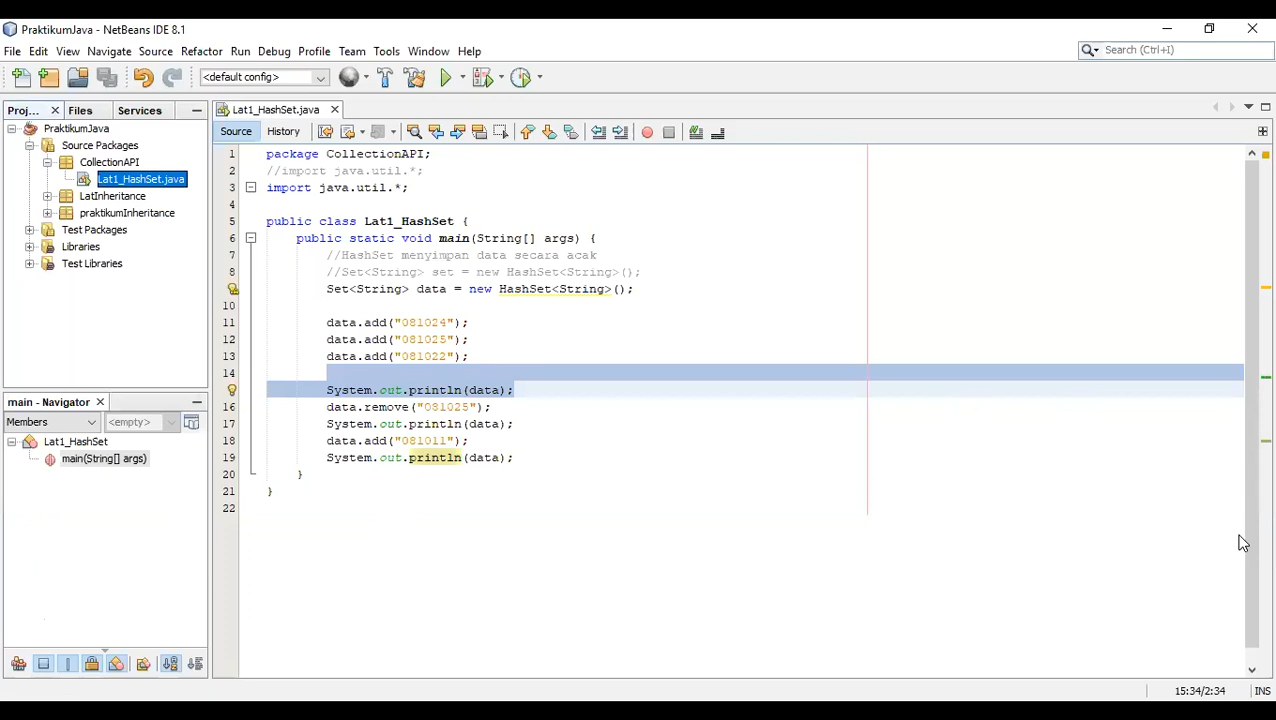 PraktikumJava - NetBeans IDE 8.1
File Edit View Navigate Source Refactor Run Debug Profile Team Tools Window Help
Search (Ctrl+I)
<default config>
Proj... Files Services
PraktikumJava
Source Packages
CollectionAPI
Lat1_HashSet.java
LatInheritance
praktikumInheritance
Test Packages
Libraries
Test Libraries
main - Navigator
Members
<empty>
Lat1_HashSet
main(String[] args)
Lat1_HashSet.java
Source History
1 package CollectionAPI;
2 //import java.util.*;
3 import java.util.*;
4
5 public class Lat1_HashSet {
6 public static void main(String[] args) {
7 //HashSet menyimpan data secara acak
8 //Set<String> set = new HashSet<String>();
Set<String> data = new HashSet<String>();
10
11 data.add("081024");
12 data.add("081025");
13 data.add("081022");
14
System.out.println(data);
16 data.remove("081025");
17 System.out.println(data);
18 data.add("081011");
19 System.out.println(data);
20 }
21 }
22
15:34/2:34 INS